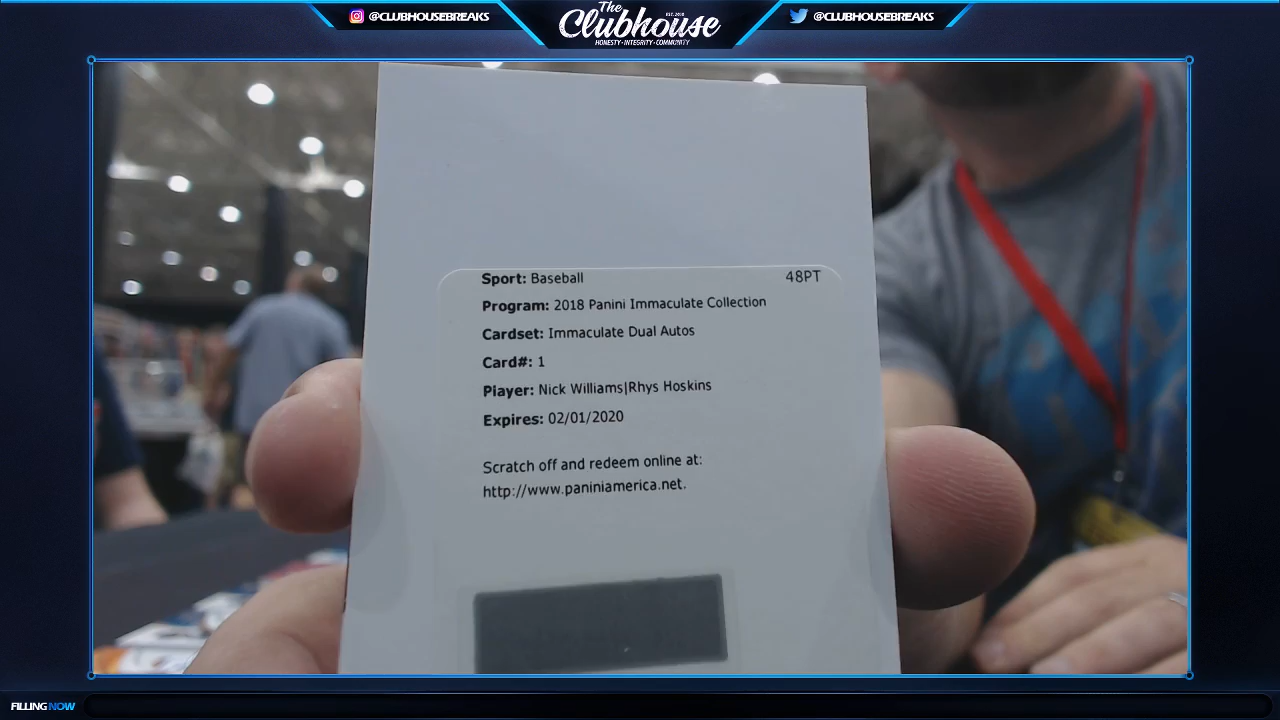 @CLUBHOUSEBREAKS
The
Clubhouse
EST. 2018
HONESTY • INTEGRITY • COMMUNITY
@CLUBHOUSEBREAKS
Sport: Baseball 48PT
Program: 2018 Panini Immaculate Collection
Cardset: Immaculate Dual Autos
Card#: 1
Player: Nick Williams|Rhys Hoskins
Expires: 02/01/2020
Scratch off and redeem online at:
http://www.paniniamerica.net.
FILLING NOW